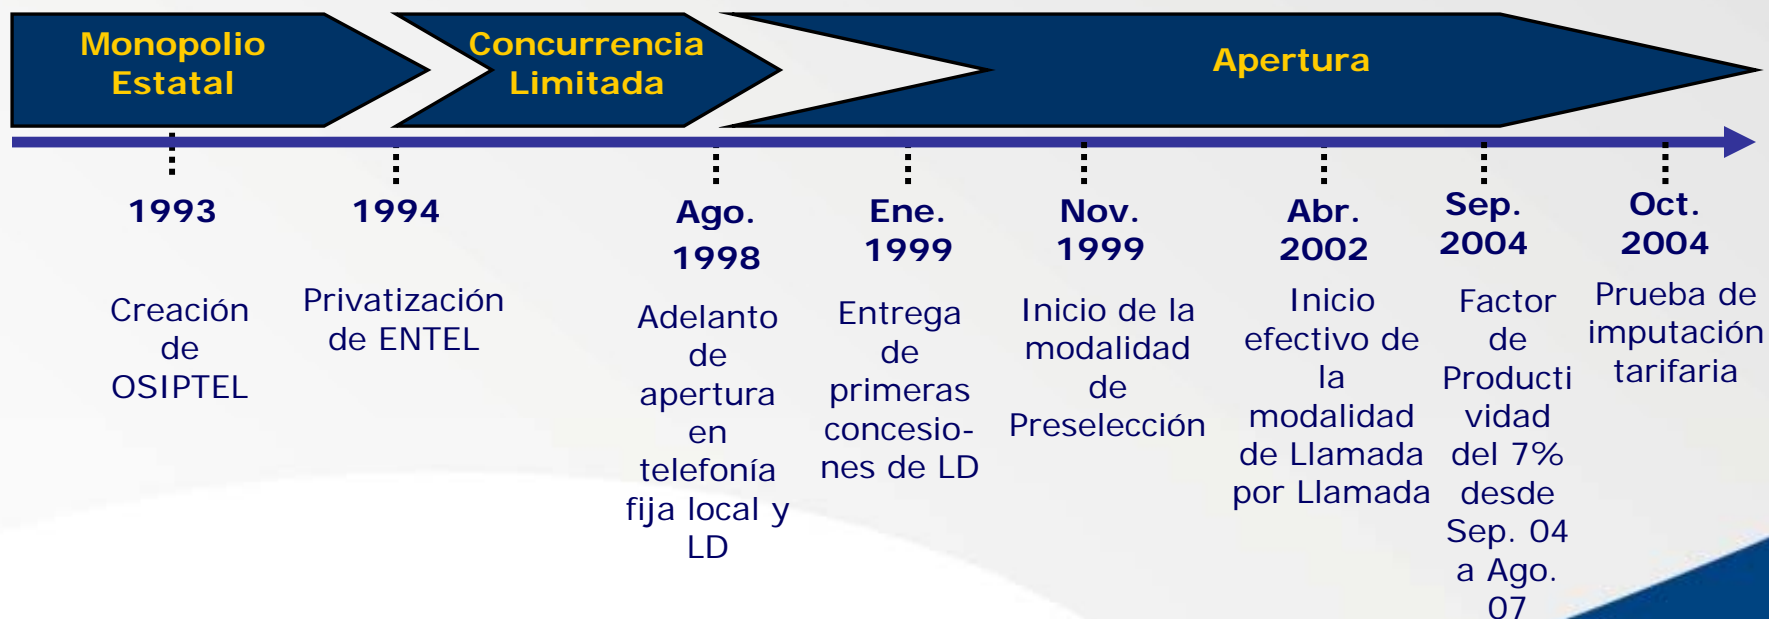 Monopolio
Estatal
Concurrencia
Limitada
Apertura
1993
Creación
de
OSIPTEL
1994
Privatización
de ENTEL
Ago.
1998
Adelanto
de
apertura
en
telefonía
fija local y
LD
Ene.
1999
Entrega
de
primeras
concesio-
nes de LD
Nov.
1999
Inicio de la
modalidad
de
Preselección
Abr.
2002
Inicio
efectivo de
la
modalidad
de Llamada
por Llamada
Sep.
2004
Factor
de
Producti
vidad
del 7%
desde
Sep. 04
a Ago.
07
Oct.
2004
Prueba de
imputación
tarifaria